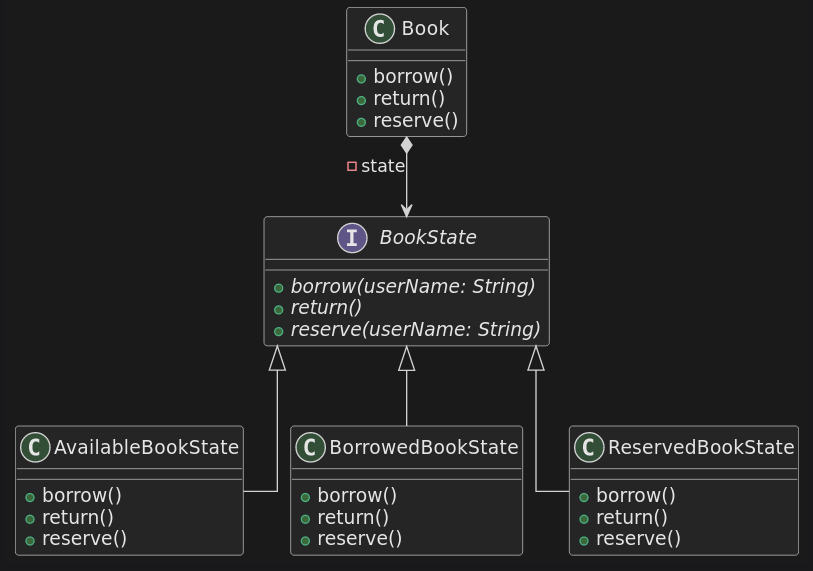 C Book
borrow()
return()
reserve()
state
I BookState
borrow(userName: String)
return()
reserve(userName: String)
C AvailableBookState
borrow()
return()
reserve()
C BorrowedBookState
borrow()
return()
reserve()
C ReservedBookState
borrow()
return()
reserve()